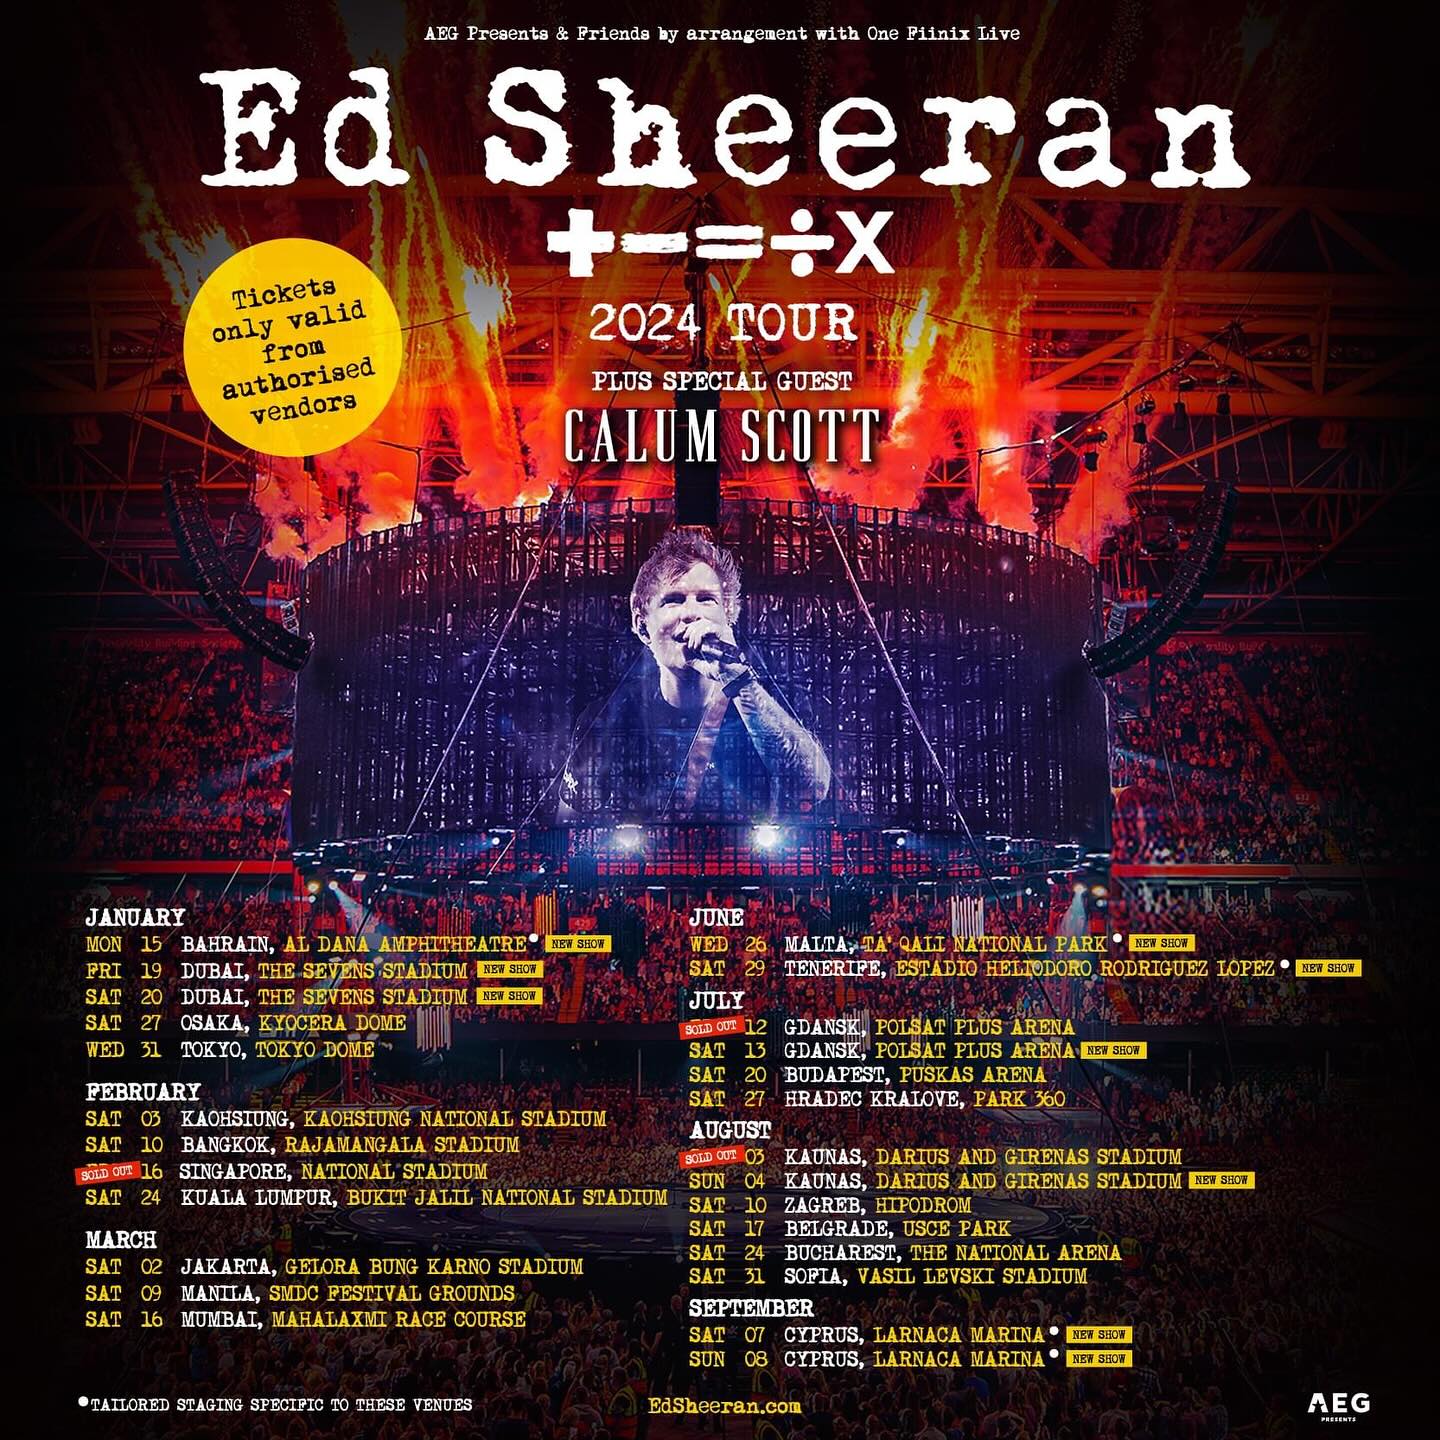 AEG Presents & Friends by arrangement with One Fiinix Live
Ed Sheeran
+-=÷x
2024 TOUR
PLUS SPECIAL GUEST
CALUM SCOTT
Tickets
only valid
from
authorised
vendors
JANUARY
MON 15 BAHRAIN, AL DANA AMPHITHEATRE• NEW SHOW
FRI 19 DUBAI, THE SEVENS STADIUM NEW SHOW
SAT 20 DUBAI, THE SEVENS STADIUM NEW SHOW
SAT 27 OSAKA, KYOCERA DOME
WED 31 TOKYO, TOKYO DOME
FEBRUARY
SAT 03 KAOHSIUNG, KAOHSIUNG NATIONAL STADIUM
SAT 10 BANGKOK, RAJAMANGALA STADIUM
SOLD OUT 16 SINGAPORE, NATIONAL STADIUM
SAT 24 KUALA LUMPUR, BUKIT JALIL NATIONAL STADIUM
MARCH
SAT 02 JAKARTA, GELORA BUNG KARNO STADIUM
SAT 09 MANILA, SMDC FESTIVAL GROUNDS
SAT 16 MUMBAI, MAHALAXMI RACE COURSE
JUNE
WED 26 MALTA, TA' QALI NATIONAL PARK• NEW SHOW
SAT 29 TENERIFE, ESTADIO HELIODORO RODRIGUEZ LOPEZ• NEW SHOW
JULY
SOLD OUT 12 GDANSK, POLSAT PLUS ARENA
SAT 13 GDANSK, POLSAT PLUS ARENA NEW SHOW
SAT 20 BUDAPEST, PUSKAS ARENA
SAT 27 HRADEC KRALOVE, PARK 360
AUGUST
SOLD OUT 03 KAUNAS, DARIUS AND GIRENAS STADIUM
SUN 04 KAUNAS, DARIUS AND GIRENAS STADIUM NEW SHOW
SAT 10 ZAGREB, HIPODROM
SAT 17 BELGRADE, USCE PARK
SAT 24 BUCHAREST, THE NATIONAL ARENA
SAT 31 SOFIA, VASIL LEVSKI STADIUM
SEPTEMBER
SAT 07 CYPRUS, LARNACA MARINA• NEW SHOW
SUN 08 CYPRUS, LARNACA MARINA• NEW SHOW
•TAILORED STAGING SPECIFIC TO THESE VENUES
EdSheeran.com
AEG
PRESENTS